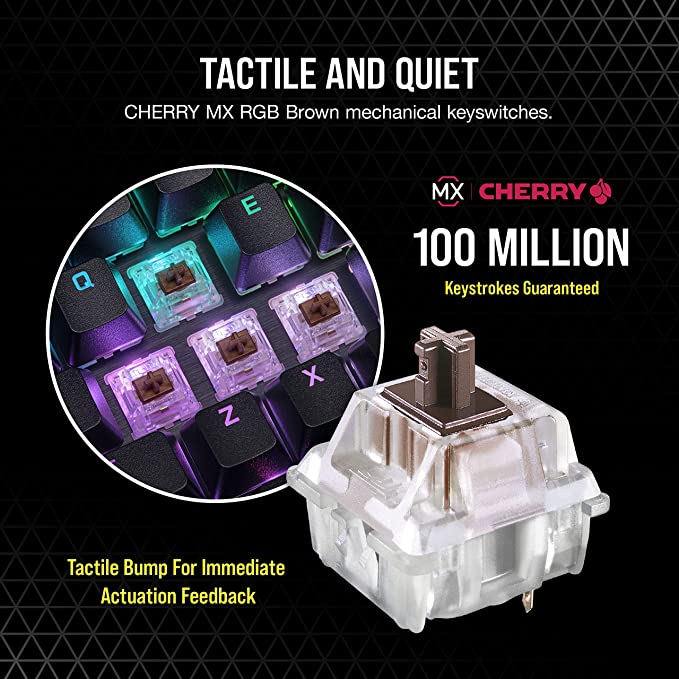 TACTILE AND QUIET
CHERRY MX RGB Brown mechanical keyswitches.
MX CHERRY
100 MILLION
Keystrokes Guaranteed
E
Q
Z X
Tactile Bump For Immediate
Actuation Feedback